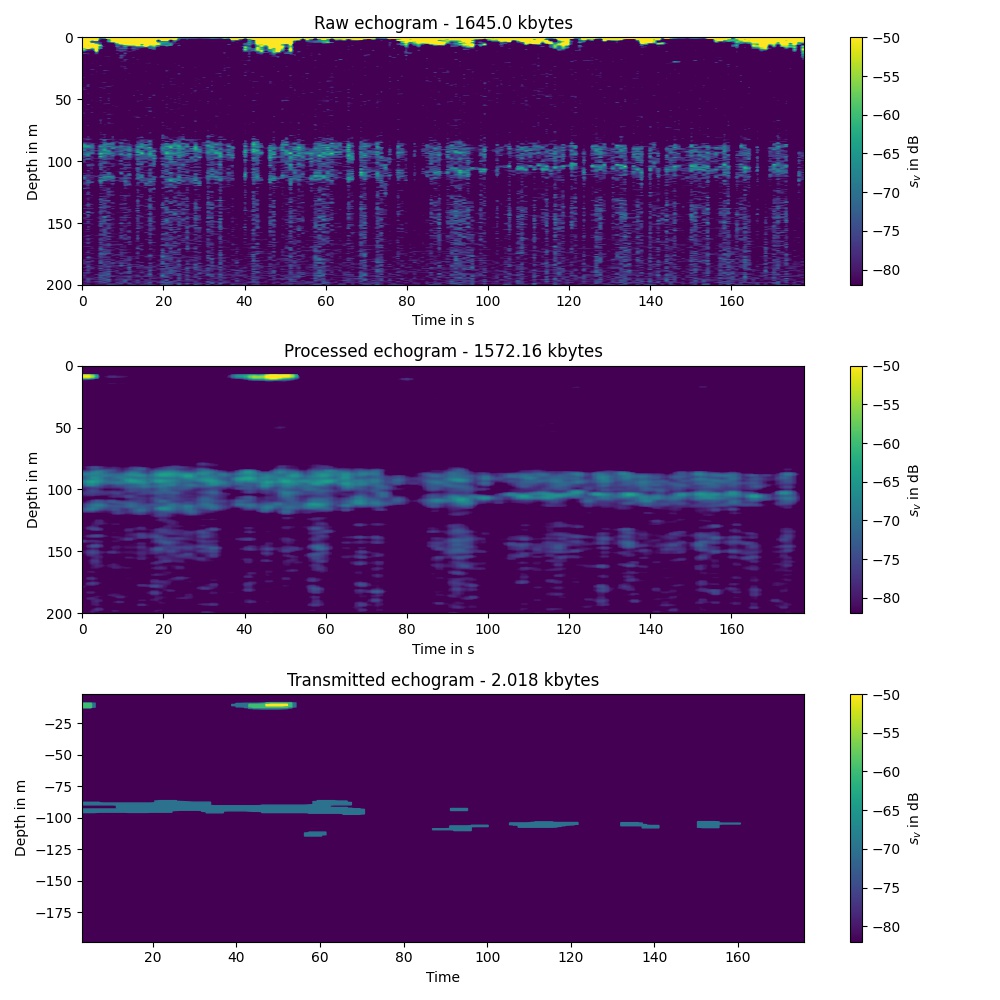 Raw echogram - 1645.0 kbytes
0
50
100
150
200
Depth in m
0 20 40 60 80 100 120 140 160
Time in s
−50
−55
−60
−65
−70
−75
−80
sv in dB
Processed echogram - 1572.16 kbytes
0
50
100
150
200
Depth in m
0 20 40 60 80 100 120 140 160
Time in s
−50
−55
−60
−65
−70
−75
−80
sv in dB
Transmitted echogram - 2.018 kbytes
−25
−50
−75
−100
−125
−150
−175
Depth in m
20 40 60 80 100 120 140 160
Time
−50
−55
−60
−65
−70
−75
−80
sv in dB